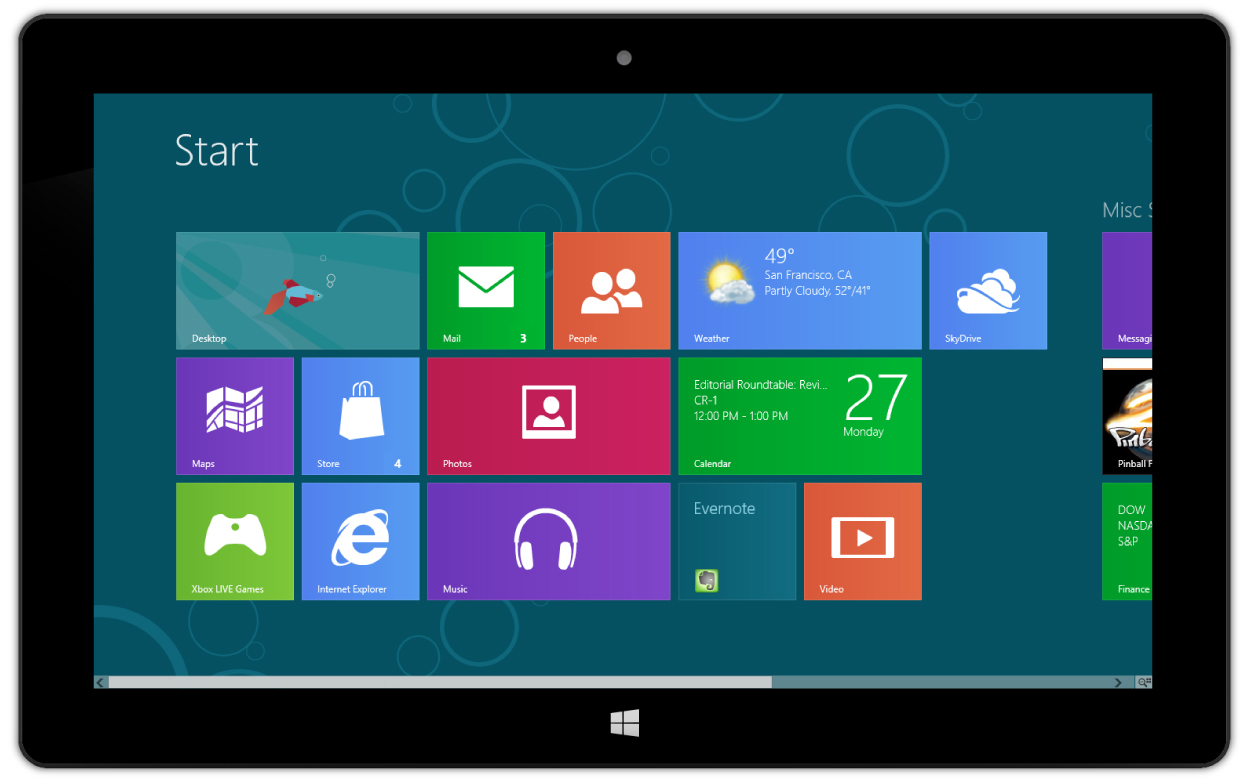 Start
Misc S
Desktop
Mail 3
People
49°
San Francisco, CA
Partly Cloudy, 52°/41°
Weather
SkyDrive
Messagi
Maps
Store 4
Photos
Editorial Roundtable: Revi...
CR-1
12:00 PM - 1:00 PM
27
Monday
Calendar
Pinb
Pinball F
Xbox LIVE Games
Internet Explorer
Music
Evernote
Video
DOW
NASDA
S&P
Finance